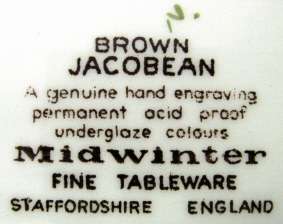 N.
BROWN
JACOBEAN
A genuine hand engraving
permanent acid proof
underglaze colours
Midwinter
FINE TABLEWARE
STAFFORDSHIRE ENGLAND